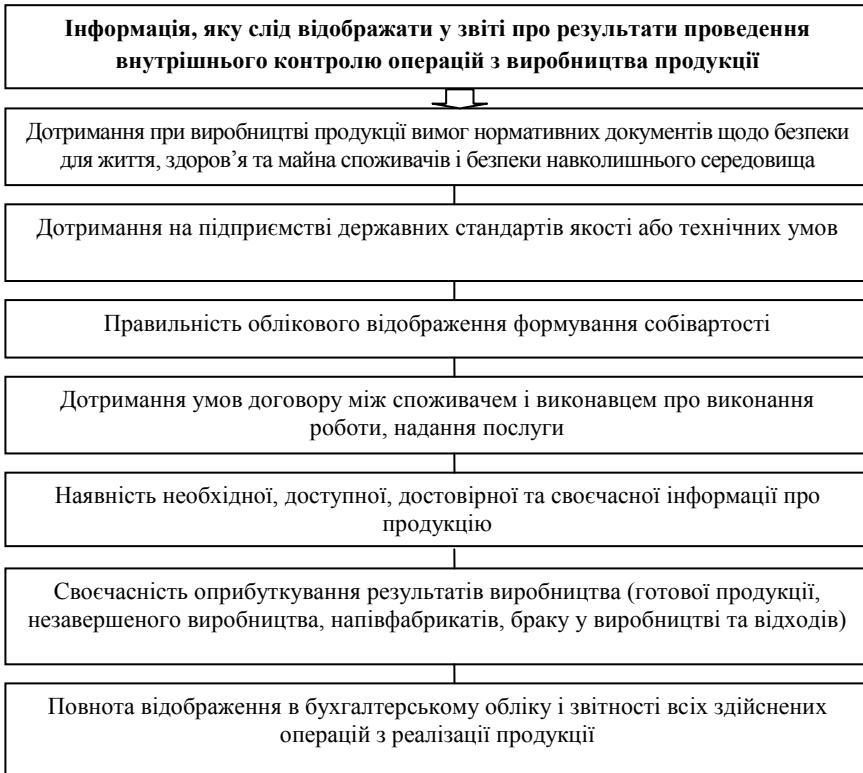 Інформація, яку слід відображати у звіті про результати проведення
внутрішнього контролю операцій з виробництва продукції
Дотримання при виробництві продукції вимог нормативних документів щодо безпеки
для життя, здоров’я та майна споживачів і безпеки навколишнього середовища
Дотримання на підприємстві державних стандартів якості або технічних умов
Правильність облікового відображення формування собівартості
Дотримання умов договору між споживачем і виконавцем про виконання
роботи, надання послуги
Наявність необхідної, доступної, достовірної та своєчасної інформації про
продукцію
Своєчасність оприбуткування результатів виробництва (готової продукції,
незавершеного виробництва, напівфабрикатів, браку у виробництві та відходів)
Повнота відображення в бухгалтерському обліку і звітності всіх здійснених
операцій з реалізації продукції